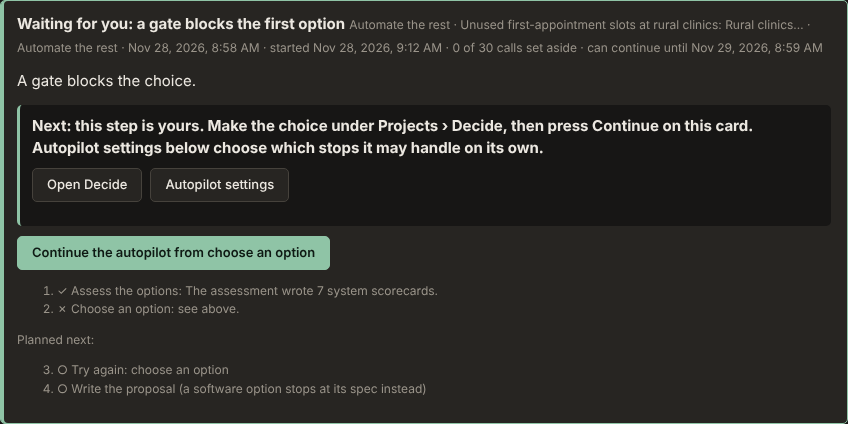 Waiting for you: a gate blocks the first option Automate the rest · Unused first-appointment slots at rural clinics: Rural clinics... ·
Automate the rest · Nov 28, 2026, 8:58 AM · started Nov 28, 2026, 9:12 AM · 0 of 30 calls set aside · can continue until Nov 29, 2026, 8:59 AM
A gate blocks the choice.
Next: this step is yours. Make the choice under Projects › Decide, then press Continue on this card.
Autopilot settings below choose which stops it may handle on its own.
Open Decide Autopilot settings
Continue the autopilot from choose an option
1. ✓ Assess the options: The assessment wrote 7 system scorecards.
2. × Choose an option: see above.
Planned next:
3. ○ Try again: choose an option
4. ○ Write the proposal (a software option stops at its spec instead)